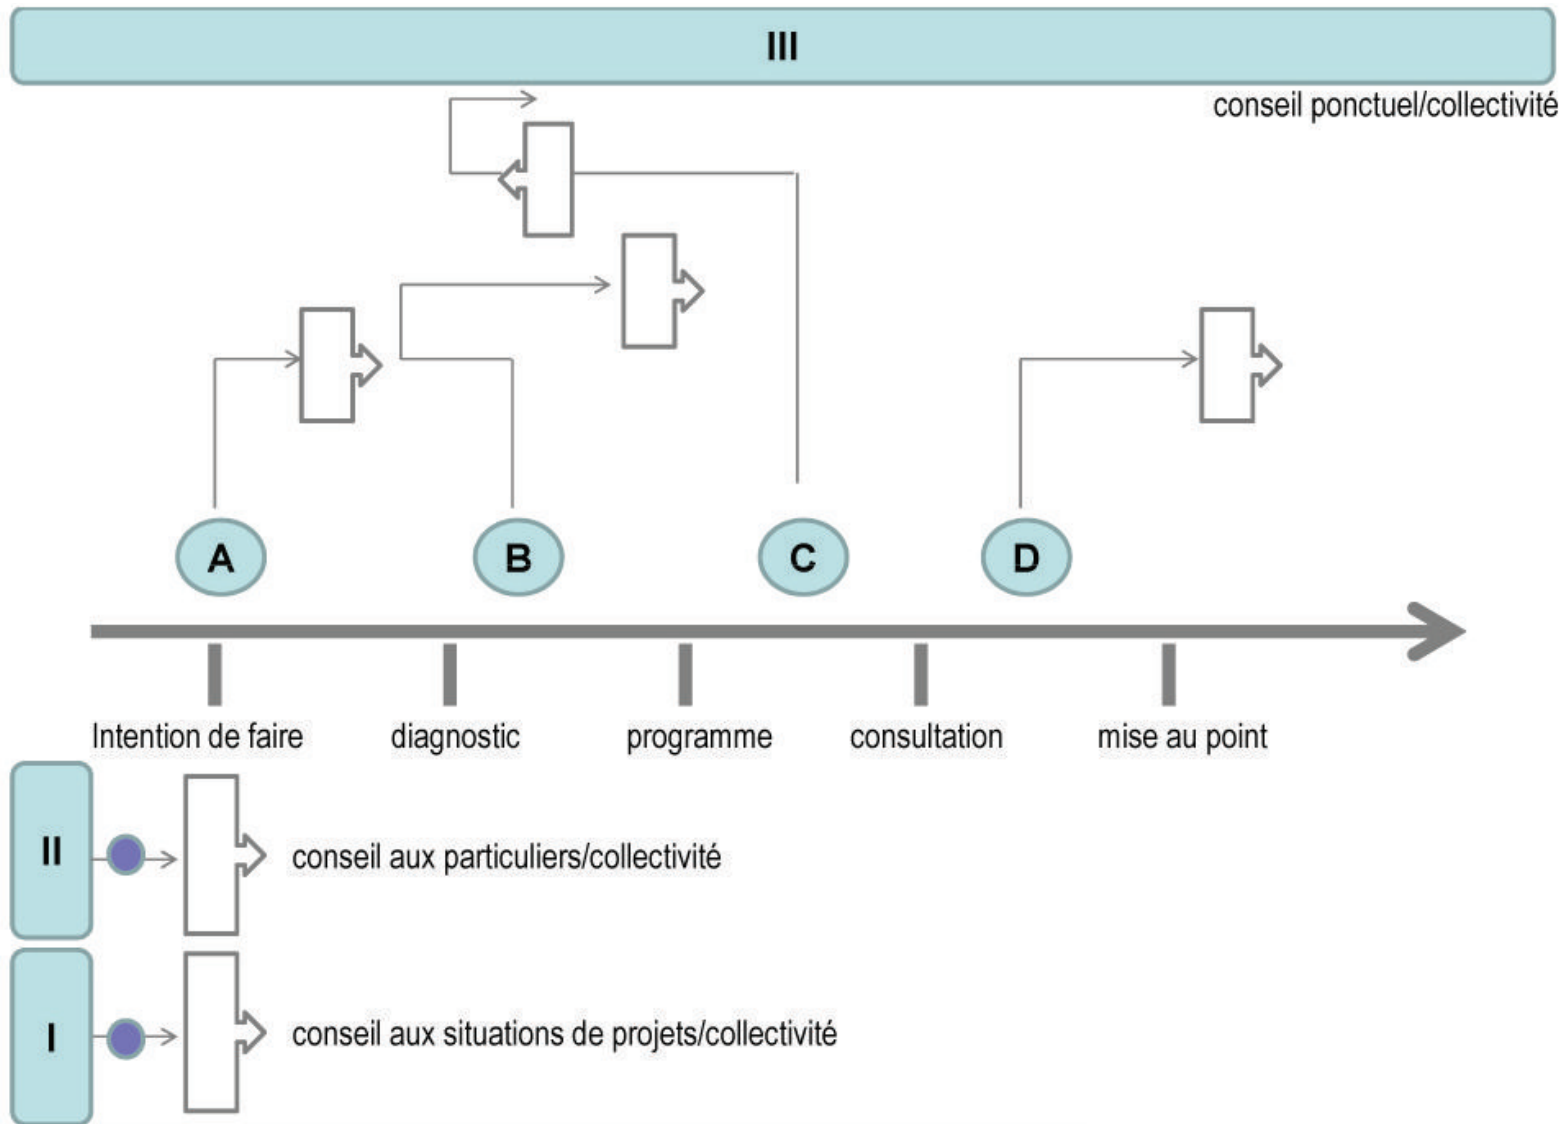 III
conseil ponctuel/collectivité
A
B
C
D
Intention de faire
diagnostic
programme
consultation
mise au point
II
conseil aux particuliers/collectivité
I
conseil aux situations de projets/collectivité